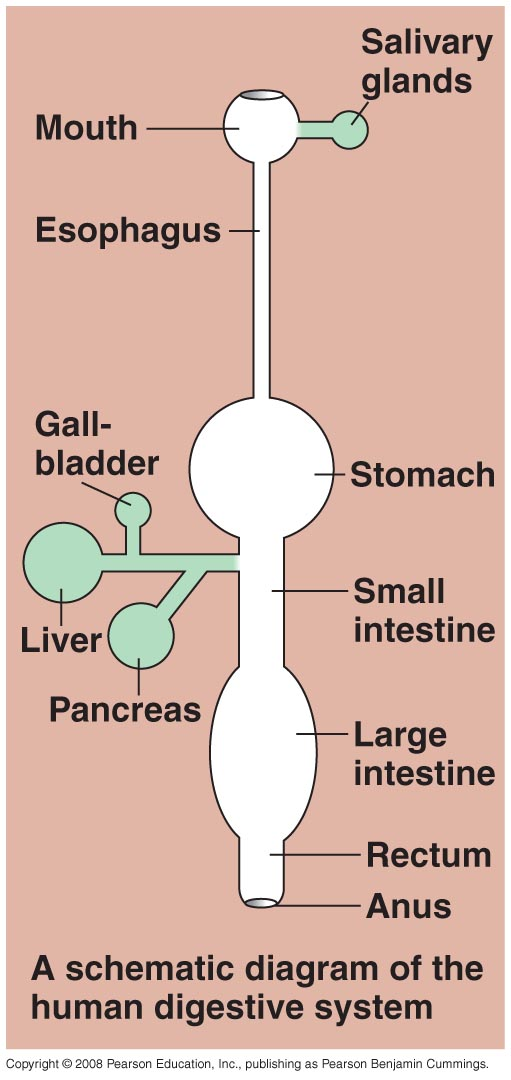 Salivary
glands
Mouth
Esophagus
Gall-
bladder
Stomach
Small
intestine
Liver
Pancreas
Large
intestine
Rectum
Anus
A schematic diagram of the
human digestive system
Copyright © 2008 Pearson Education, Inc., publishing as Pearson Benjamin Cummings.